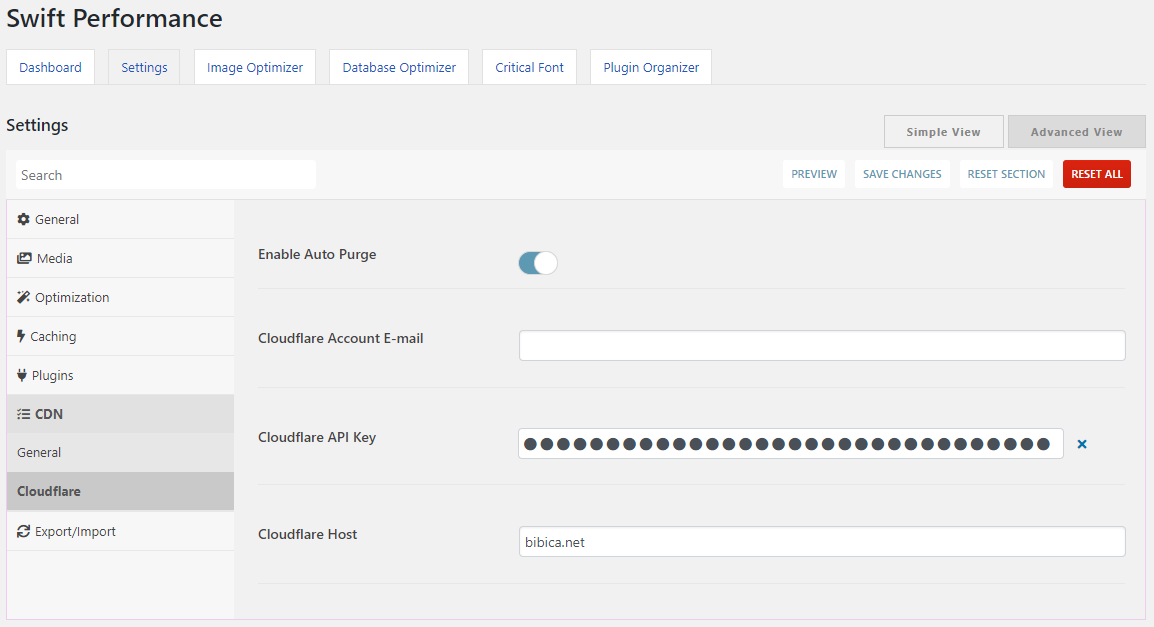 Swift Performance
Dashboard Settings Image Optimizer Database Optimizer Critical Font Plugin Organizer
Settings
Simple View Advanced View
Search PREVIEW SAVE CHANGES RESET SECTION RESET ALL
General
Media
Optimization
Caching
Plugins
CDN
General
Cloudflare
Export/Import
Enable Auto Purge
Cloudflare Account E-mail
Cloudflare API Key
Cloudflare Host
bibica.net